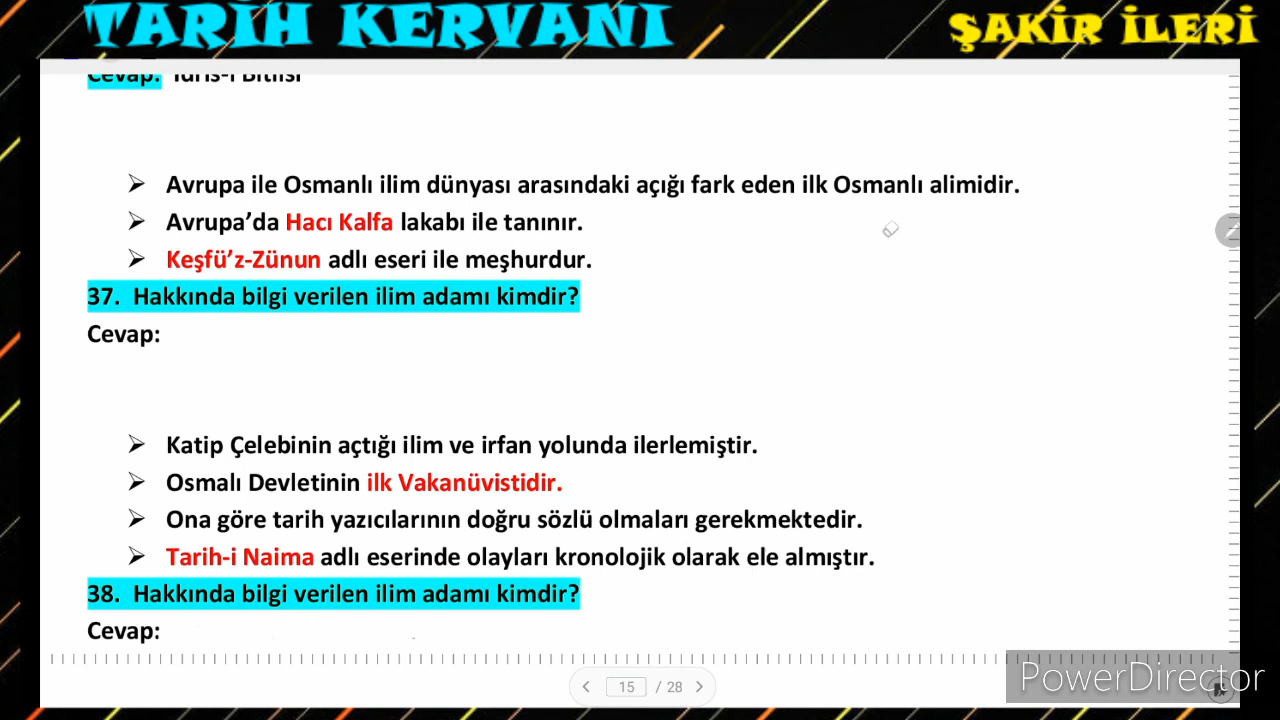 TARİH KERVANI
ŞAKİR İLERİ
Cevap: İdris-i Bitlisi
➢ Avrupa ile Osmanlı ilim dünyası arasındaki açığı fark eden ilk Osmanlı alimidir.
➢ Avrupa’da Hacı Kalfa lakabı ile tanınır.
➢ Keşfü’z-Zünun adlı eseri ile meşhurdur.
37. Hakkında bilgi verilen ilim adamı kimdir?
Cevap:
➢ Katip Çelebinin açtığı ilim ve irfan yolunda ilerlemiştir.
➢ Osmalı Devletinin ilk Vakanüvistidir.
➢ Ona göre tarih yazıcılarının doğru sözlü olmaları gerekmektedir.
➢ Tarih-i Naima adlı eserinde olayları kronolojik olarak ele almıştır.
38. Hakkında bilgi verilen ilim adamı kimdir?
Cevap:
15 / 28
PowerDirector